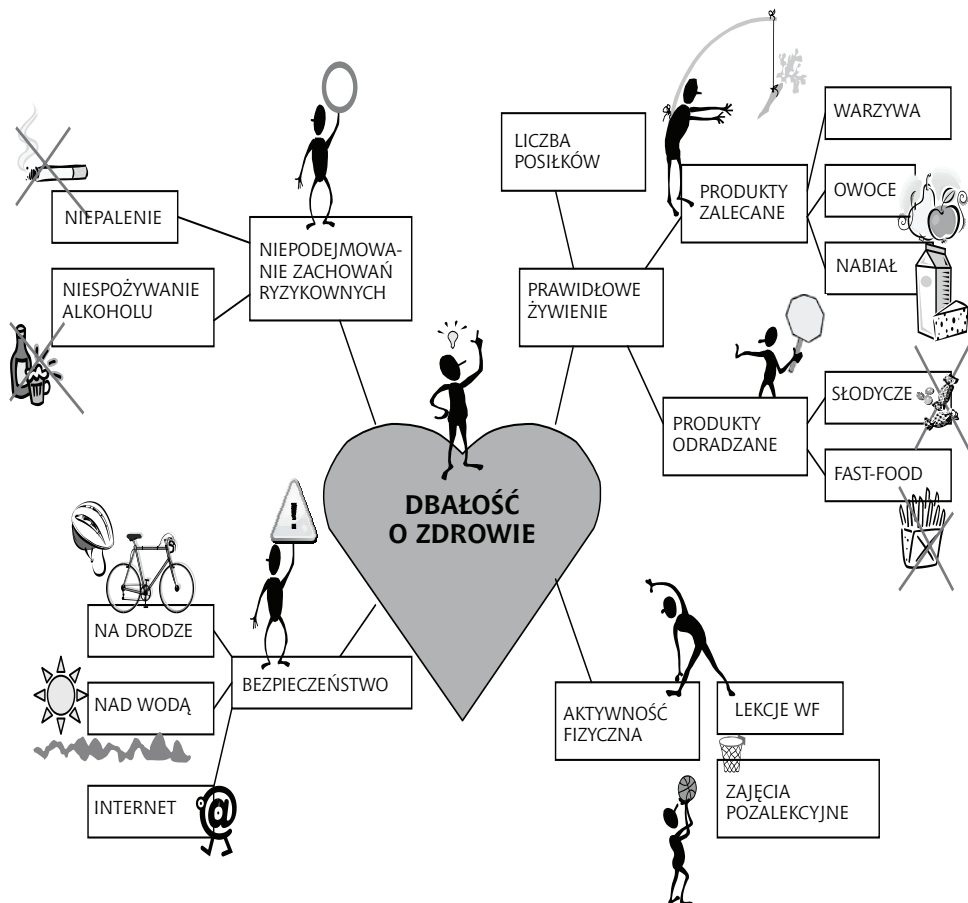 DBAŁOŚĆ
O ZDROWIE
NIEPODEJMOWA-
NIE ZACHOWAŃ
RYZYKOWNYCH
NIEPALENIE
NIESPOŻYWANIE
ALKOHOLU
PRAWIDŁOWE
ŻYWIENIE
LICZBA
POSIŁKÓW
PRODUKTY
ZALECANE
WARZYWA
OWOCE
NABIAŁ
PRODUKTY
ODRADZANE
SŁODYCZE
FAST-FOOD
BEZPIECZEŃSTWO
!
NA DRODZE
NAD WODĄ
INTERNET
@
AKTYWNOŚĆ
FIZYCZNA
LEKCJE WF
ZAJĘCIA
POZALEKCYJNE